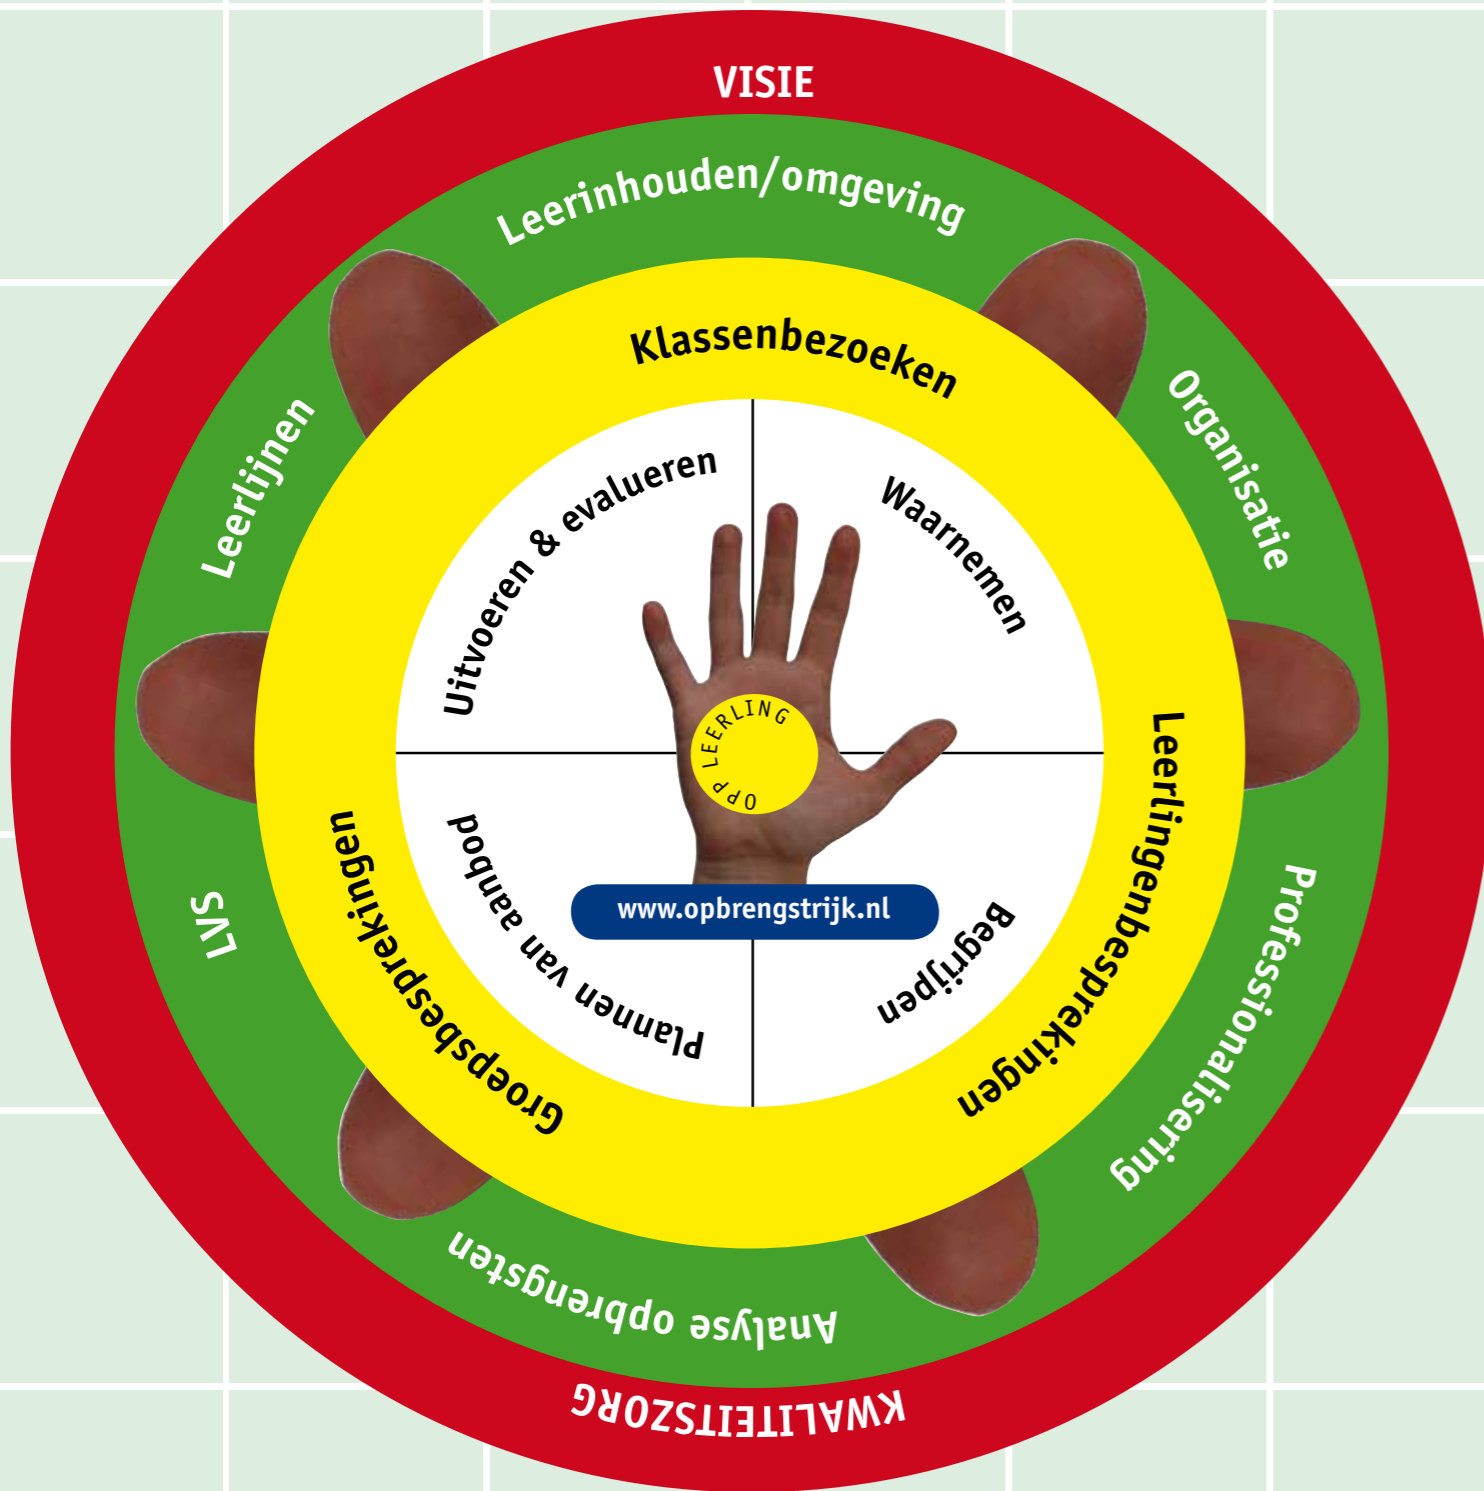 VISIE
Leerinhouden/omgeving
Organisatie
Professionalisering
Analyse opbrengsten
LVS
Leerlijnen
KWALITEITSZORG
Klassenbezoeken
Leerlingenbesprekingen
Groepsbesprekingen
Uitvoeren & evalueren
Waarnemen
Begrijpen
Plannen van aanbod
OPP LEERLING
www.opbrengstrijk.nl